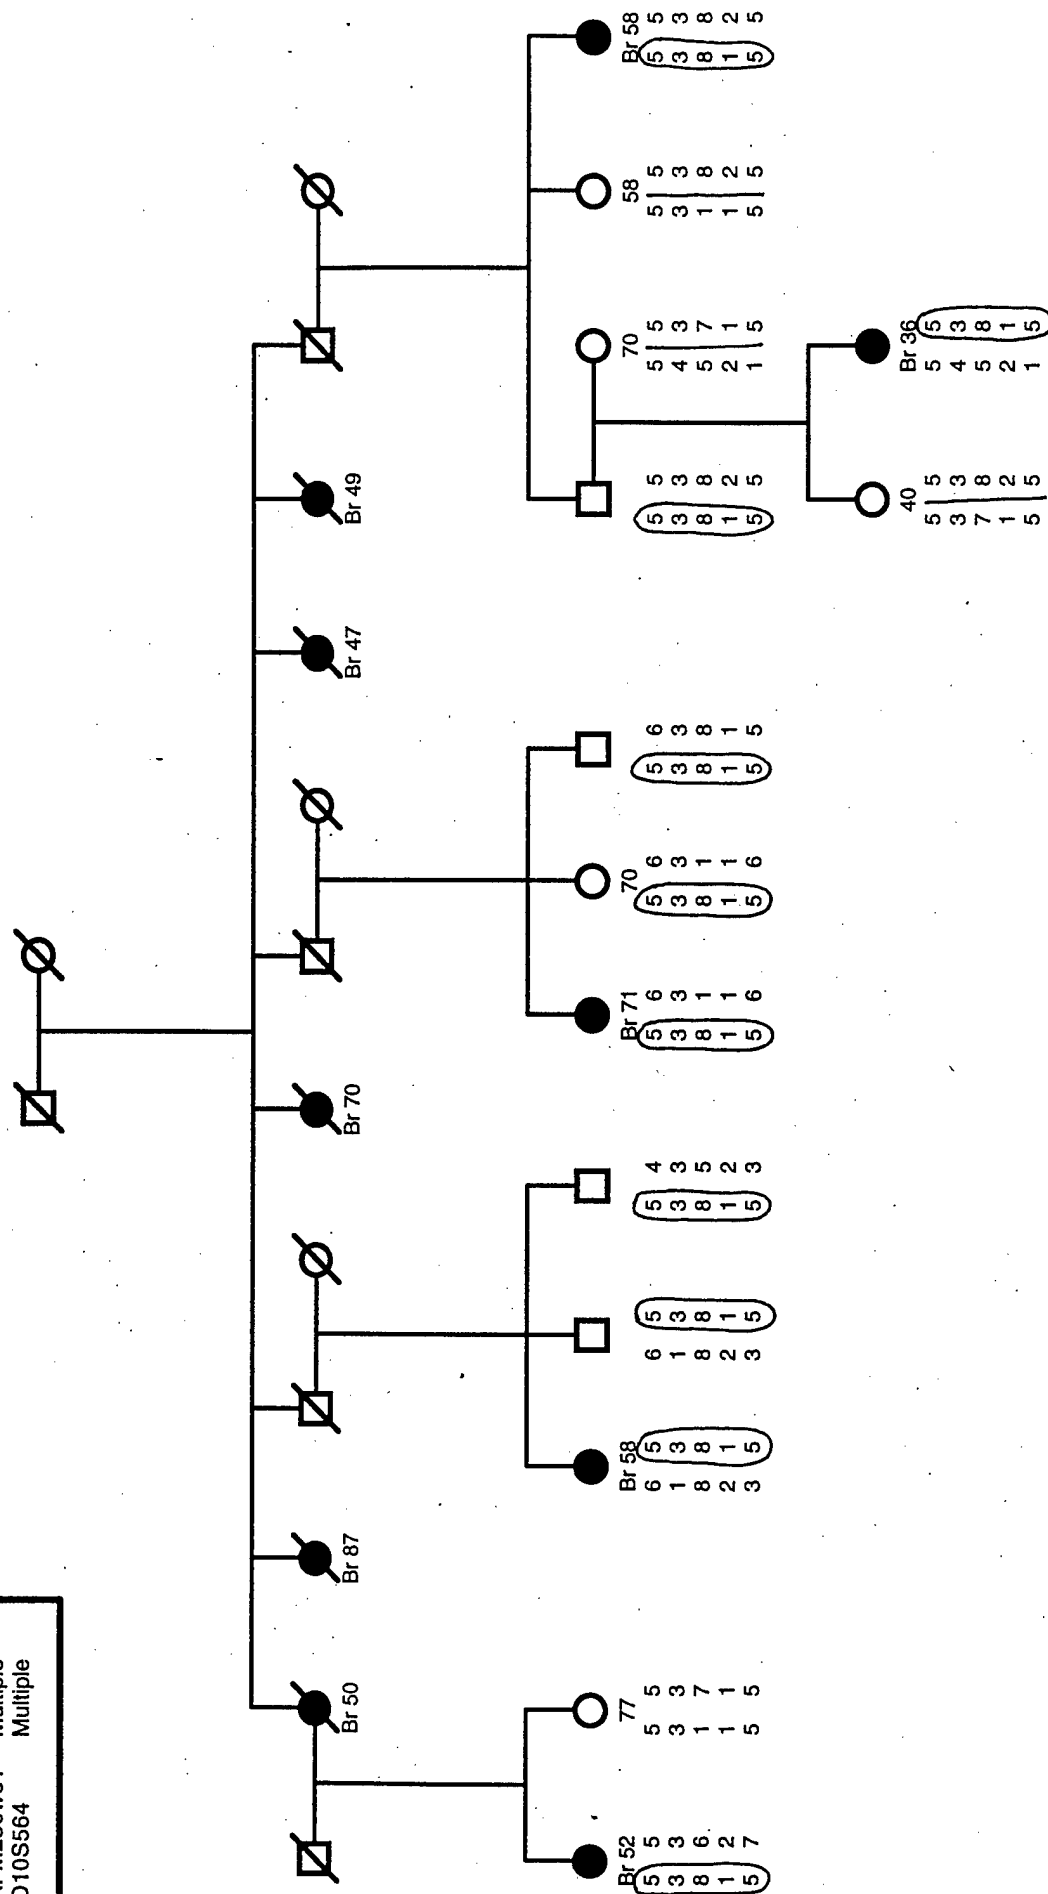 D10S564 Multiple
Br 50 Br 87 Br 70 Br 47 Br 49
Br 52 77 Br 58 Br 71 70 70 58 Br 58
5 5 5 5 6 5 6 5 5 4 5 6 5 6 5 6 5 5 5 5 5 5 5 5
3 3 3 3 1 3 1 3 3 3 3 3 3 3 3 3 3 3 4 3 3 3 3 3
8 6 1 7 8 8 8 8 8 5 8 1 8 1 8 8 8 8 5 7 1 8 8 8
1 2 1 1 2 1 2 1 1 2 1 1 1 1 1 1 1 2 2 1 1 2 1 2
5 7 5 5 3 5 3 5 5 3 5 6 5 6 5 5 5 5 1 5 5 5 5 5
40 Br 36
5 5 5 5
3 3 4 3
7 8 5 8
1 2 2 1
5 5 1 5